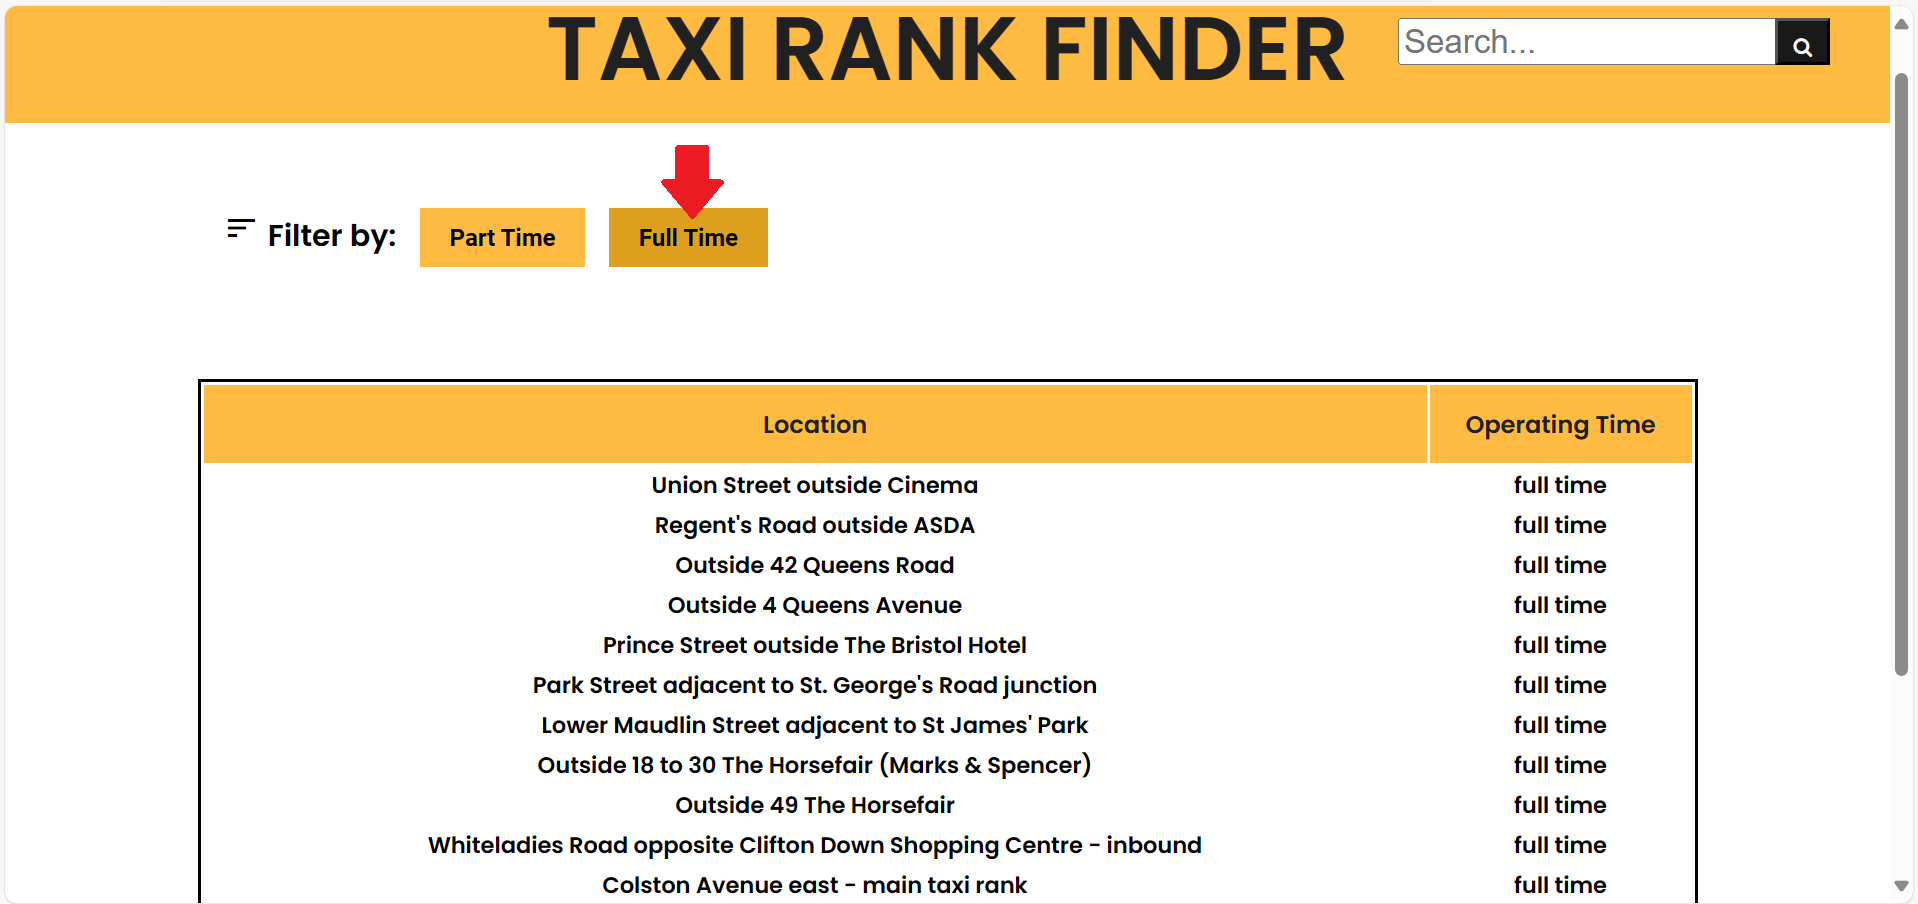 TAXI RANK FINDER
Search...
Filter by: Part Time Full Time
Location Operating Time
Union Street outside Cinema full time
Regent's Road outside ASDA full time
Outside 42 Queens Road full time
Outside 4 Queens Avenue full time
Prince Street outside The Bristol Hotel full time
Park Street adjacent to St. George's Road junction full time
Lower Maudlin Street adjacent to St James' Park full time
Outside 18 to 30 The Horsefair (Marks & Spencer) full time
Outside 49 The Horsefair full time
Whiteladies Road opposite Clifton Down Shopping Centre - inbound full time
Colston Avenue east - main taxi rank full time